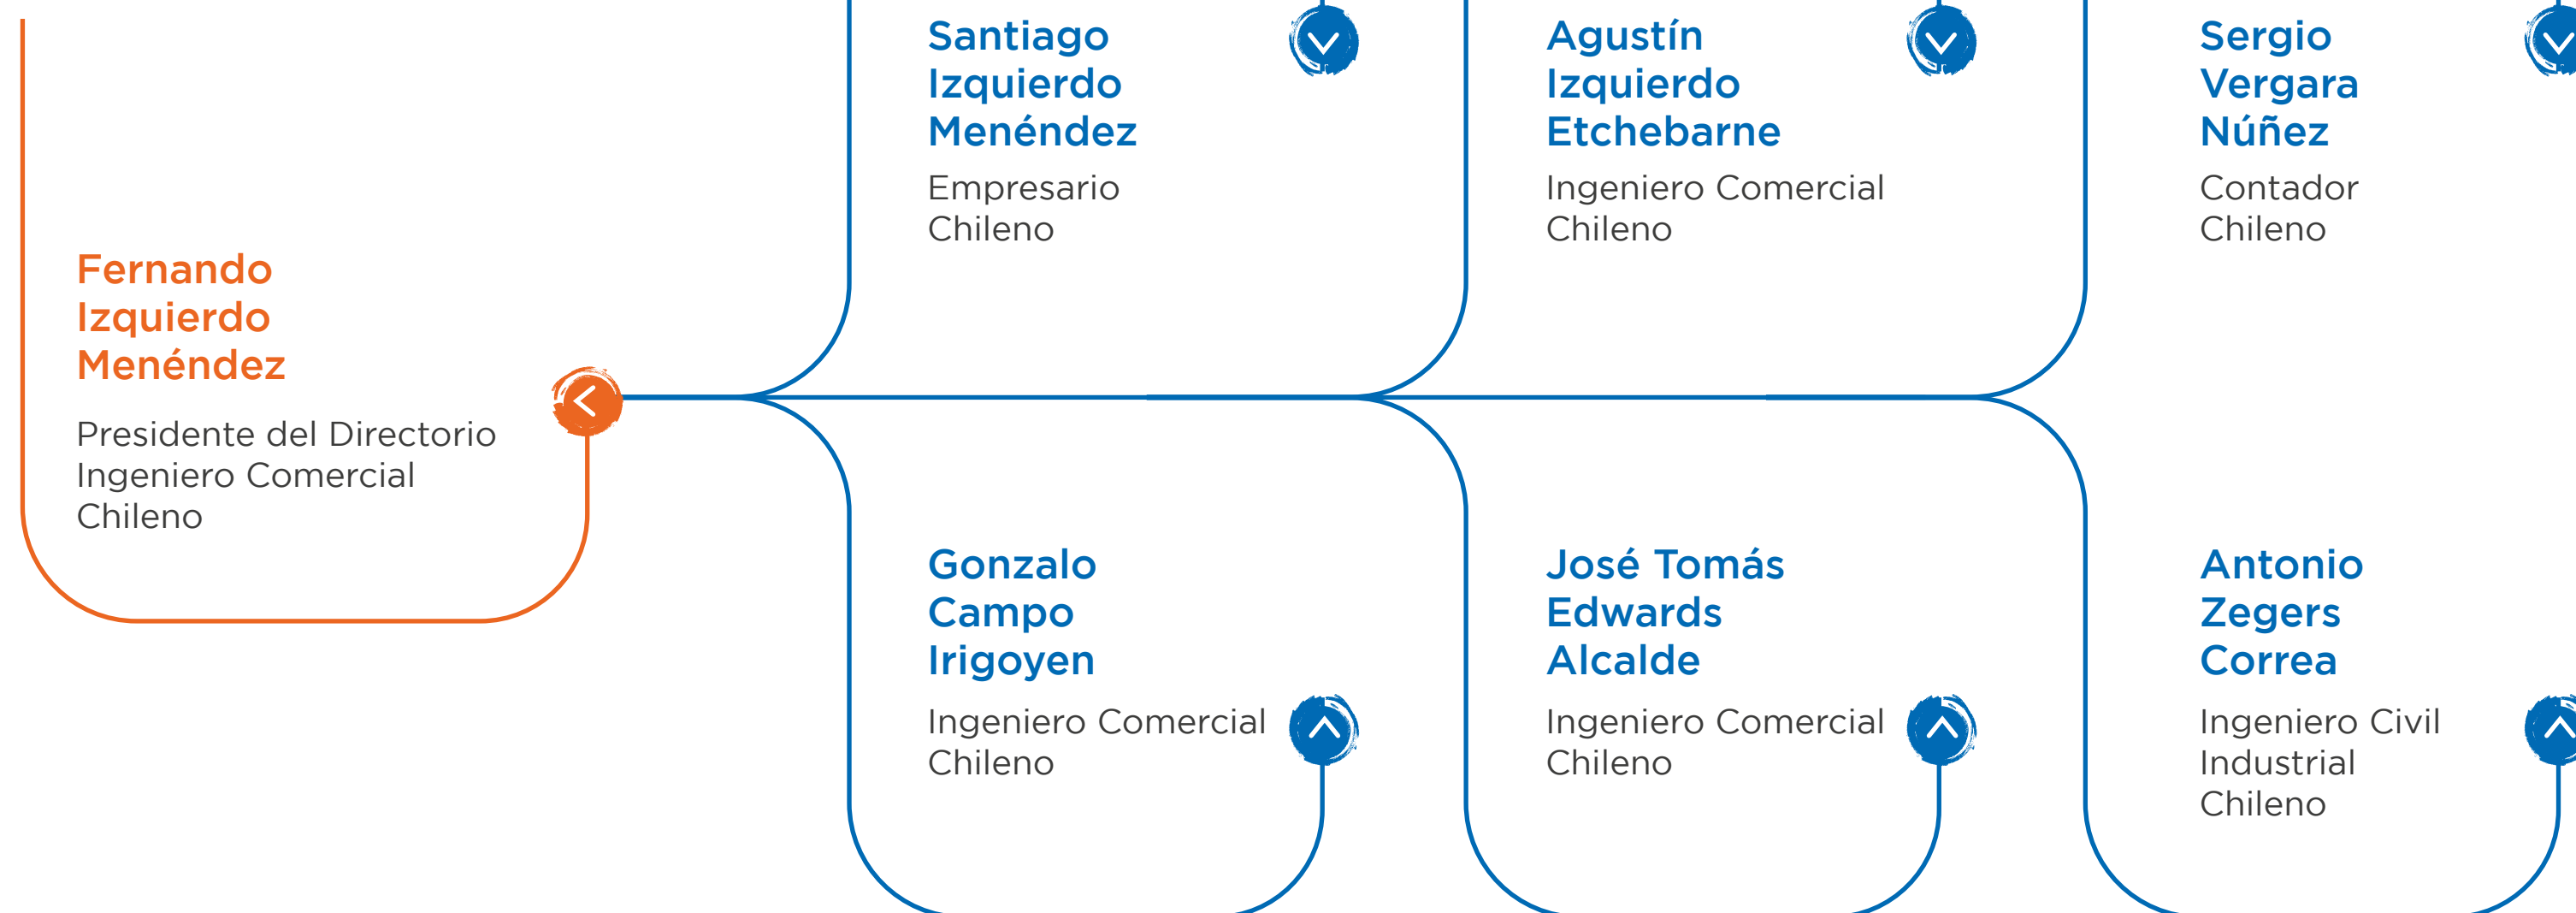 Fernando
Izquierdo
Menéndez
Presidente del Directorio
Ingeniero Comercial
Chileno
Santiago
Izquierdo
Menéndez
Empresario
Chileno
Agustín
Izquierdo
Etchebarne
Ingeniero Comercial
Chileno
Sergio
Vergara
Núñez
Contador
Chileno
Gonzalo
Campo
Irigoyen
Ingeniero Comercial
Chileno
José Tomás
Edwards
Alcalde
Ingeniero Comercial
Chileno
Antonio
Zegers
Correa
Ingeniero Civil
Industrial
Chileno